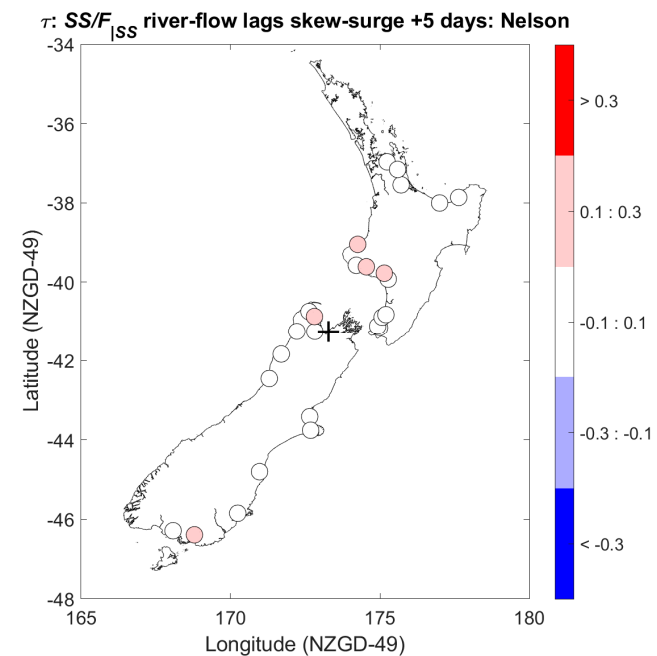 τ: SS/F|SS river-flow lags skew-surge +5 days: Nelson
-34
-36
-38
-40
-42
-44
-46
-48
165
170
175
180
Longitude (NZGD-49)
Latitude (NZGD-49)
> 0.3
0.1 : 0.3
-0.1 : 0.1
-0.3 : -0.1
< -0.3